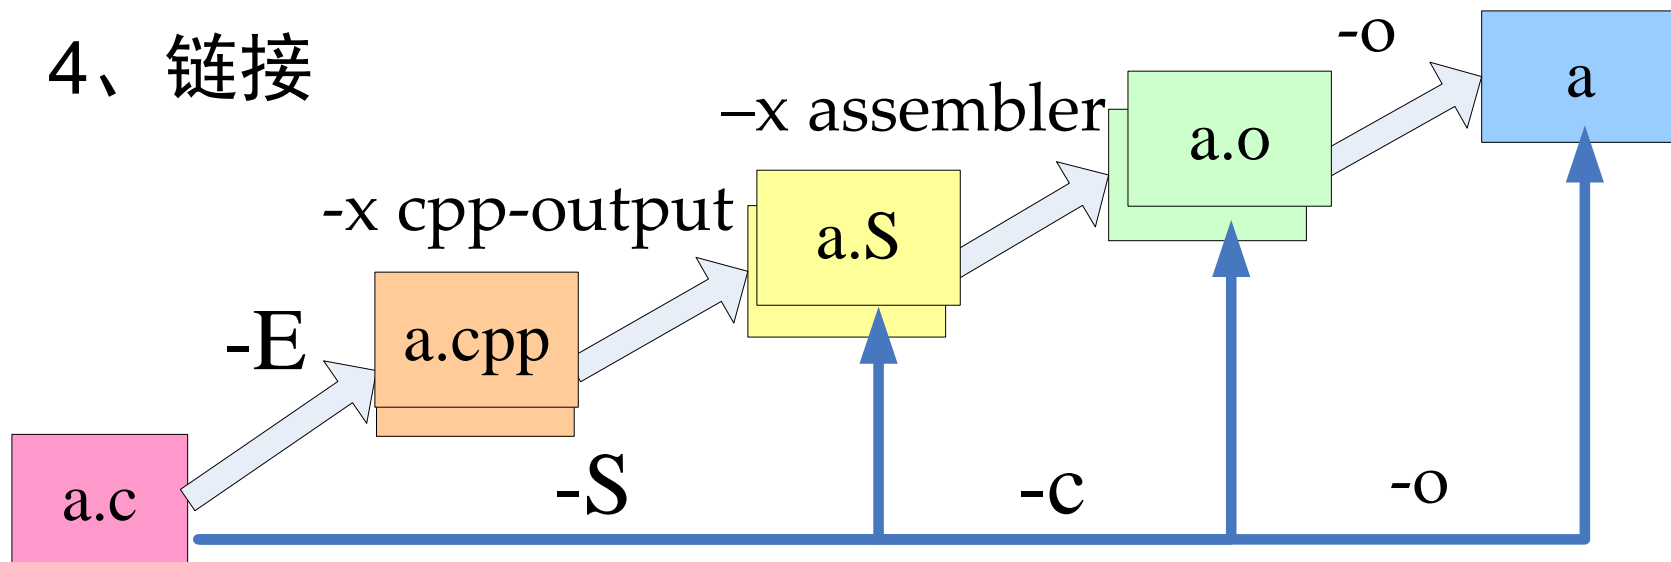 4、链接
-o
a
–x assembler
a.o
-x cpp-output
a.S
-E
a.cpp
a.c
-S
-c
-o